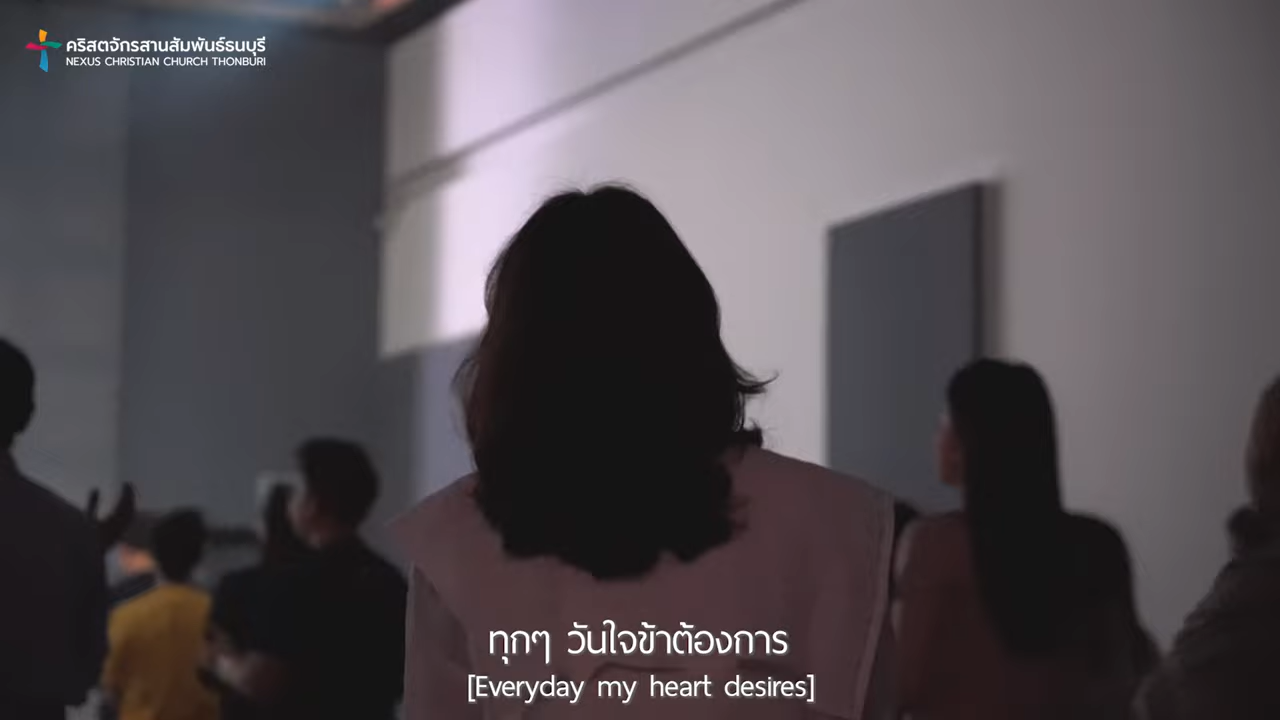 คริสตจักรสานสัมพันธ์ธนบุรี
NEXUS CHRISTIAN CHURCH THONBURI
ทุกๆ วันใจข้าต้องการ
[Everyday my heart desires]